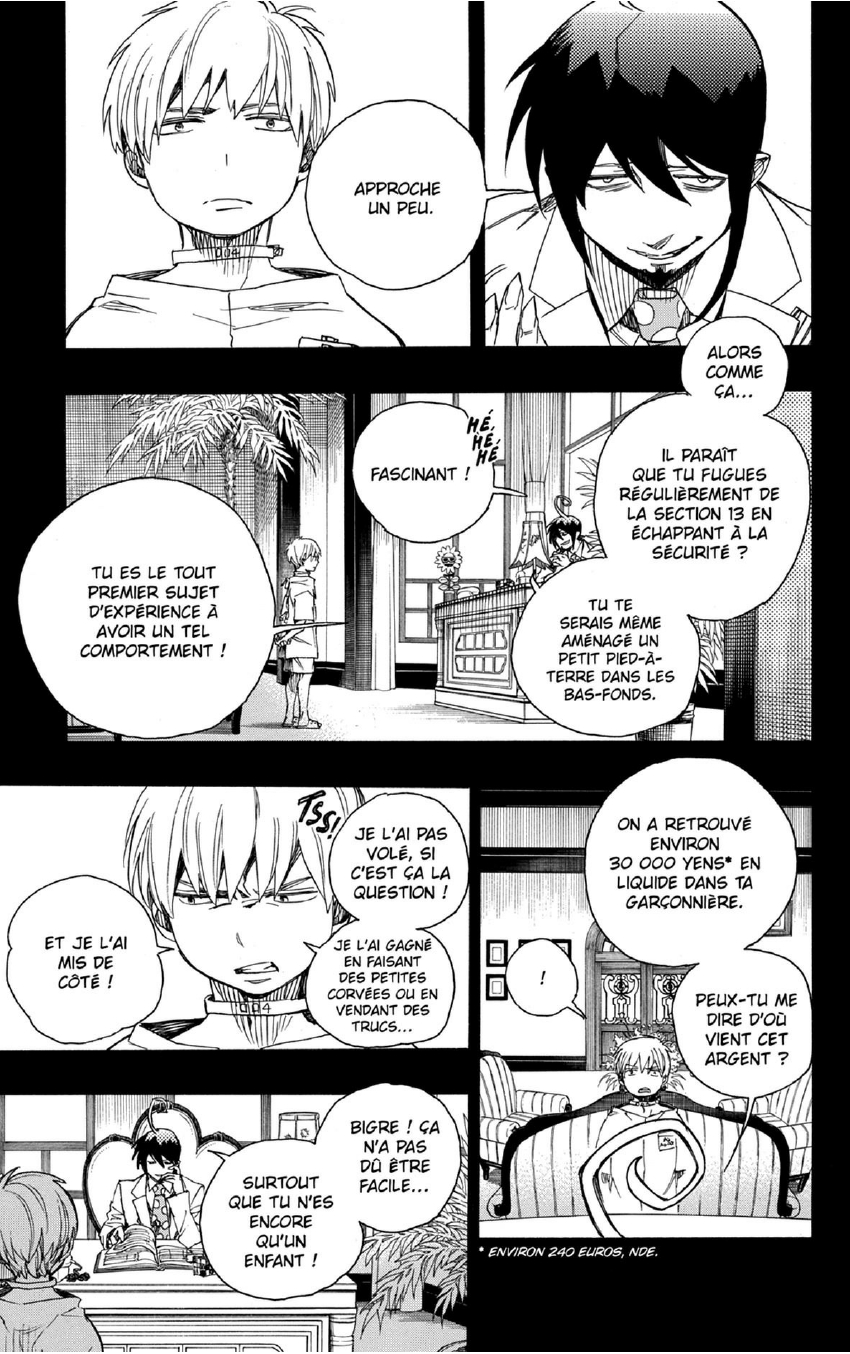 APPROCHE
UN PEU.
004
ALORS
COMME
ÇA...
IL PARAÎT
QUE TU FUGUES
RÉGULIÈREMENT DE
LA SECTION 13 EN
ÉCHAPPANT À LA
SÉCURITÉ ?
TU TE
SERAIS MÊME
AMÉNAGÉ UN
PETIT PIED-À-
TERRE DANS LES
BAS-FONDS.
HÉ,
HÉ,
HÉ
FASCINANT !
TU ES LE TOUT
PREMIER SUJET
D'EXPÉRIENCE À
AVOIR UN TEL
COMPORTEMENT !
ON A RETROUVÉ
ENVIRON
30 000 YENS* EN
LIQUIDE DANS TA
GARÇONNIÈRE.
!
PEUX-TU ME
DIRE D'OÙ
VIENT CET
ARGENT ?
* ENVIRON 240 EUROS, NDE.
TSS!
JE L'AI PAS
VOLÉ, SI
C'EST ÇA LA
QUESTION !
JE L'AI GAGNÉ
EN FAISANT
DES PETITES
CORVÉES OU EN
VENDANT DES
TRUCS...
ET JE L'AI
MIS DE
CÔTÉ !
004
BIGRE ! ÇA
N'A PAS
DÛ ÊTRE
FACILE...
SURTOUT
QUE TU N'ES
ENCORE
QU'UN
ENFANT !